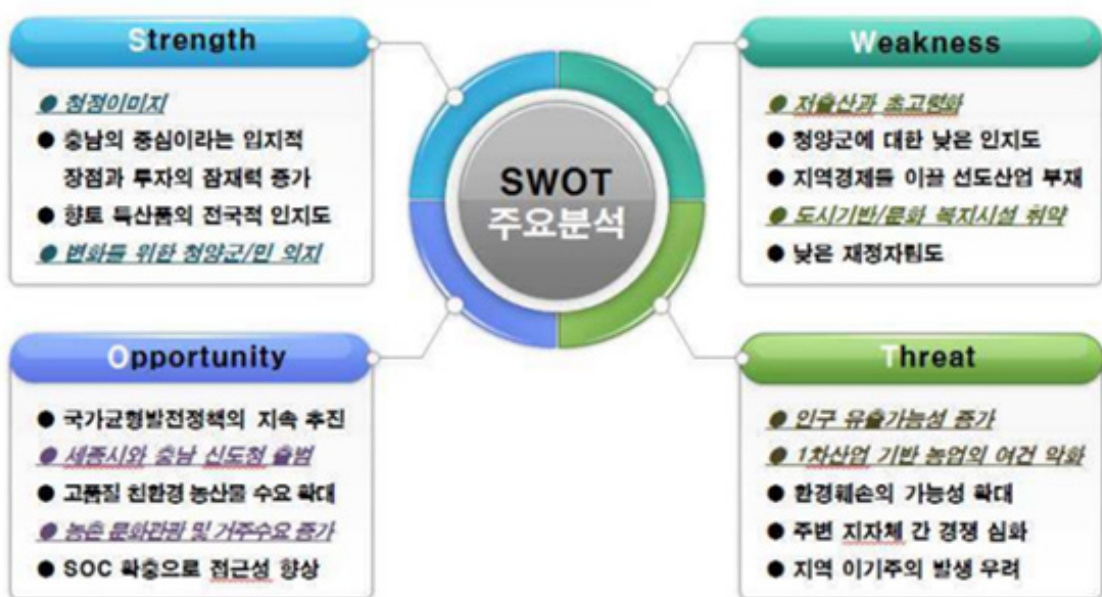 Strength
● 청정이미지
● 충남의 중심이라는 입지적
장점과 투자의 잠재력 증가
● 향토 특산품의 전국적 인지도
● 변화를 위한 청양군/민 의지
Weakness
● 저출산과 초고령화
● 청양군에 대한 낮은 인지도
● 지역경제를 이끌 선도산업 부재
● 도시기반/문화 복지시설 취약
● 낮은 재정자립도
SWOT
주요분석
Opportunity
● 국가균형발전정책의 지속 추진
● 세종시와 충남 신도청 출범
● 고품질 친환경 농산물 수요 확대
● 농촌 문화관광 및 거주수요 증가
● SOC 확충으로 접근성 향상
Threat
● 인구 유출가능성 증가
● 1차산업 기반 농업의 여건 악화
● 환경훼손의 가능성 확대
● 주변 지자체 간 경쟁 심화
● 지역 이기주의 발생 우려